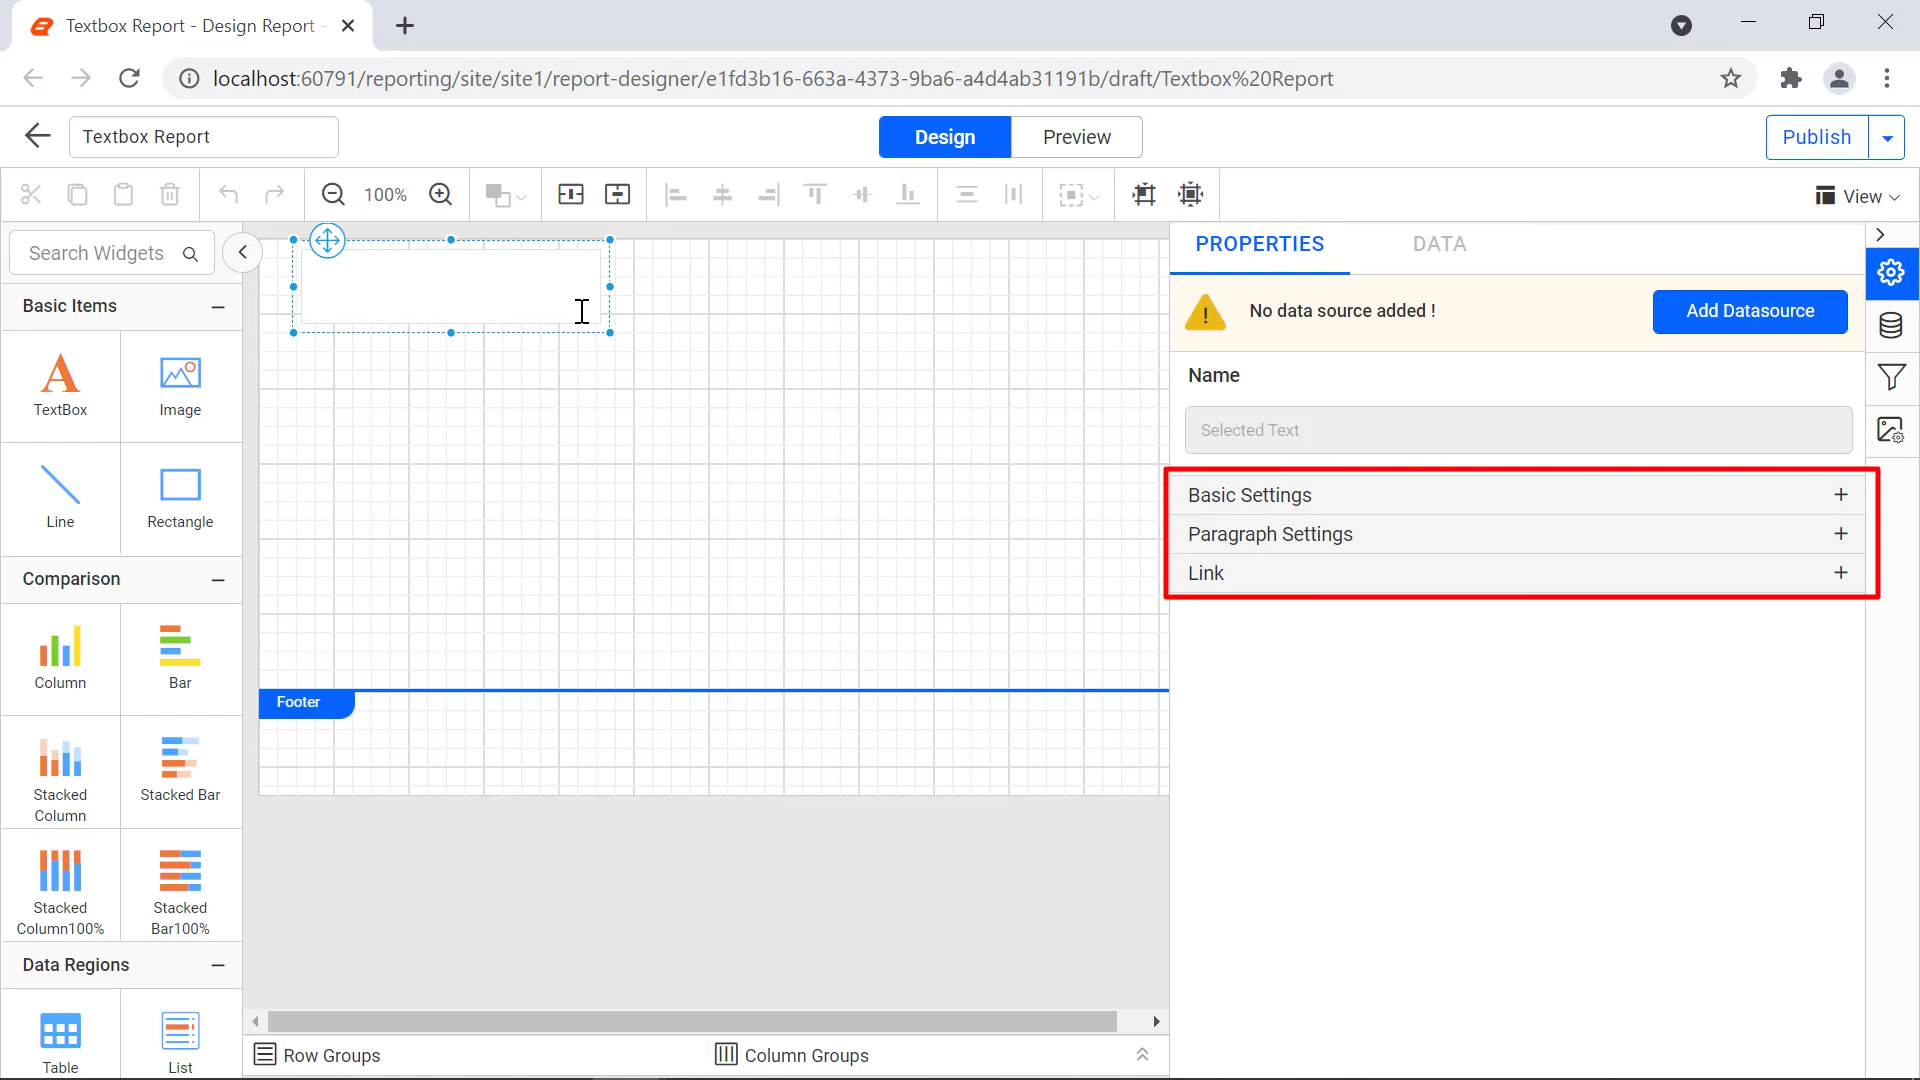 Textbox Report - Design Report -
localhost:60791/reporting/site/site1/report-designer/e1fd3b16-663a-4373-9ba6-a4d4ab31191b/draft/Textbox%20Report
Textbox Report
Design
Preview
Publish
100%
View
Search Widgets
Basic Items
TextBox
Image
Line
Rectangle
Comparison
Column
Bar
Stacked
Column
Stacked Bar
Stacked
Column100%
Stacked
Bar100%
Data Regions
Table
List
Footer
Row Groups
Column Groups
PROPERTIES
DATA
No data source added !
Add Datasource
Name
Selected Text
Basic Settings
Paragraph Settings
Link